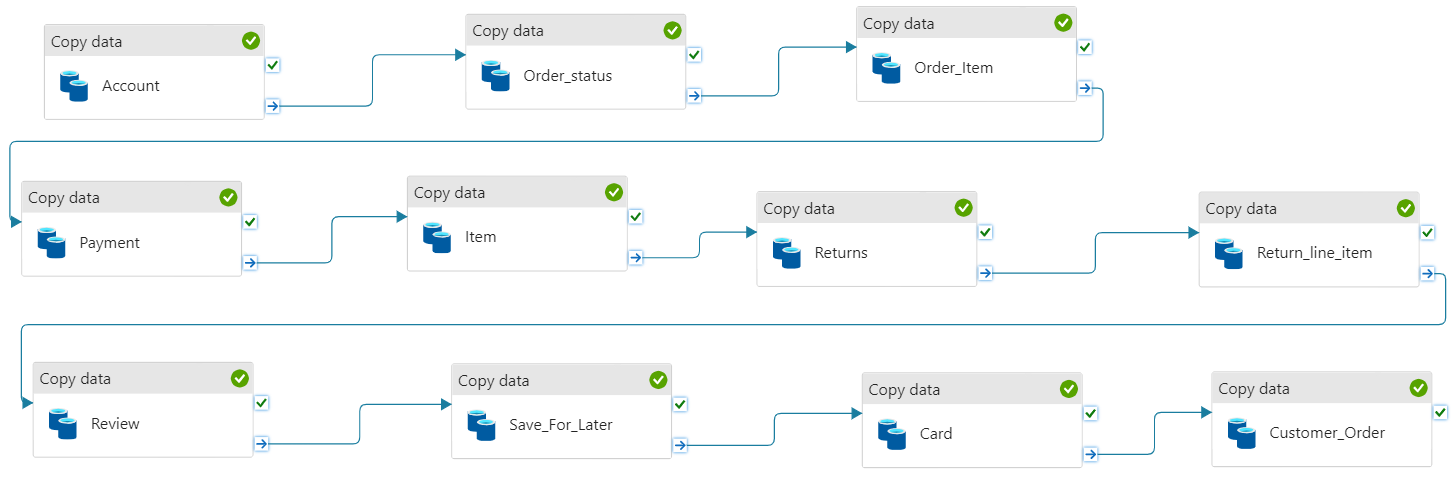 Copy data
Account
Copy data
Order_status
Copy data
Order_Item
Copy data
Payment
Copy data
Item
Copy data
Returns
Copy data
Return_line_item
Copy data
Review
Copy data
Save_For_Later
Copy data
Card
Copy data
Customer_Order